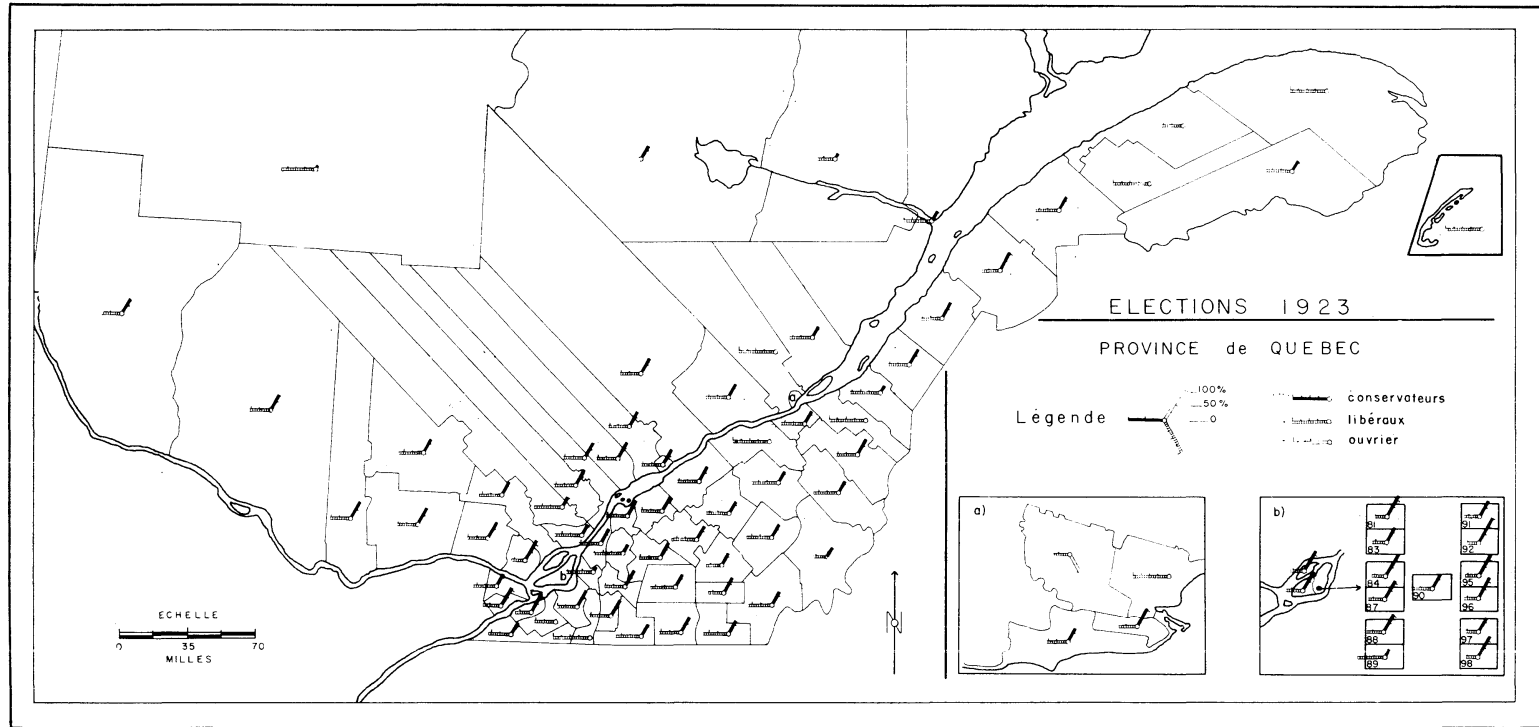 ELECTIONS 1923
PROVINCE de QUEBEC
Légende
100%
50%
0
conservateurs
libéraux
ouvrier
a
b
ECHELLE
0 35 70
MILLES
N
a)
b)
81
83
84
87
88
89
90
91
92
95
96
97
98